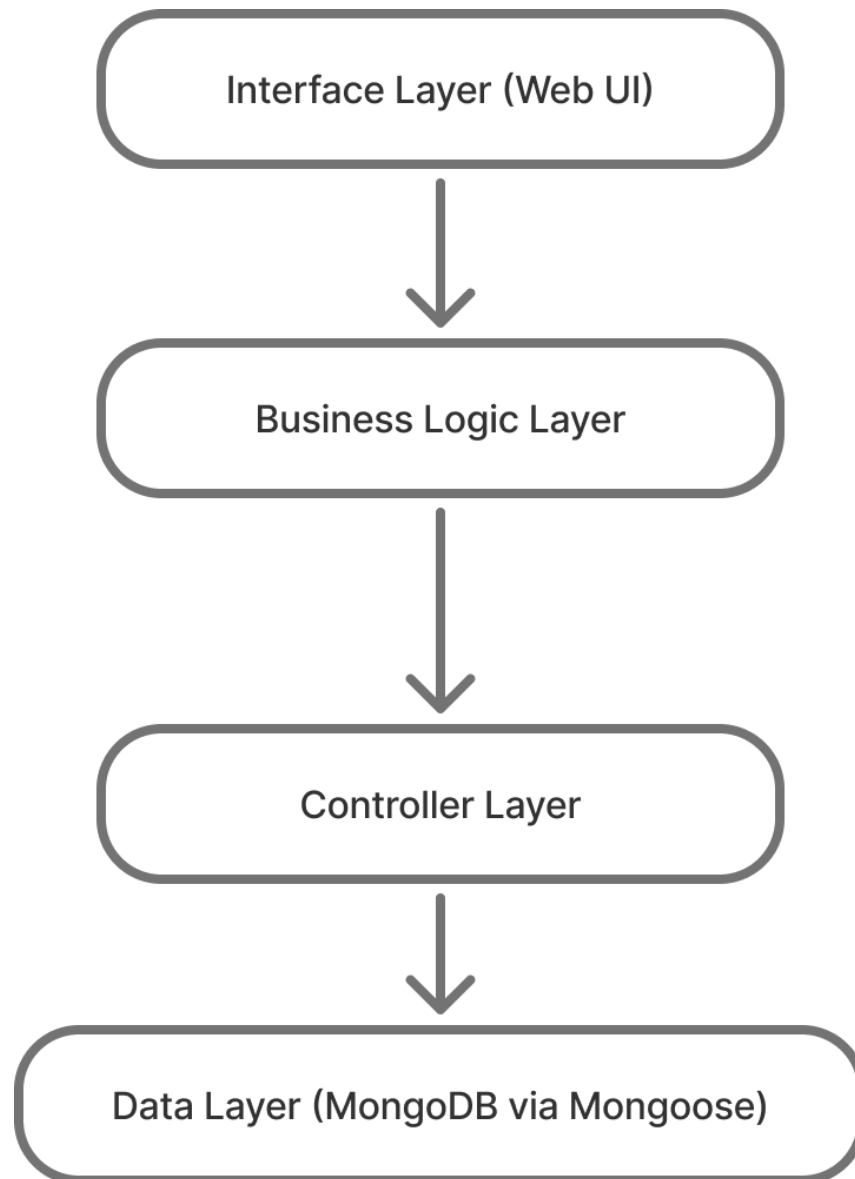 Interface Layer (Web UI)
Business Logic Layer
Controller Layer
Data Layer (MongoDB via Mongoose)